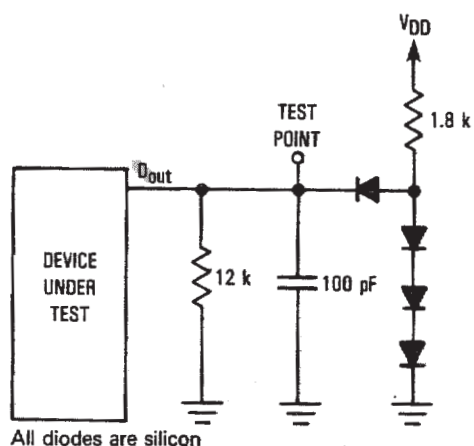 VDD
1.8 k
TEST
POINT
Dout
DEVICE
UNDER
TEST
12 k
100 pF
All diodes are silicon